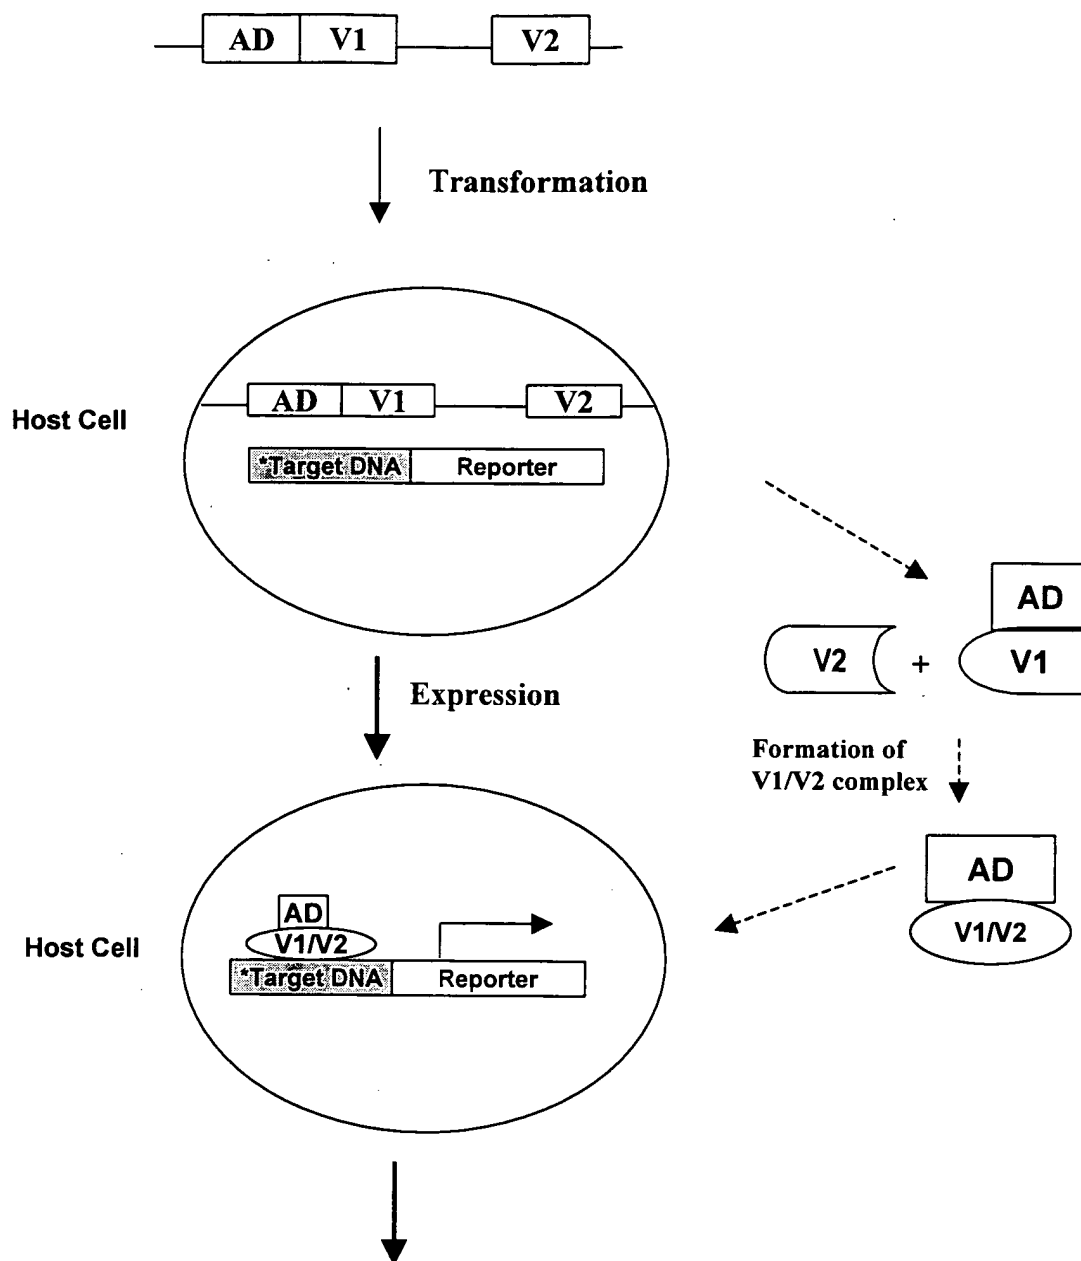 AD V1 V2
Transformation
Host Cell
AD V1 V2
*Target DNA Reporter
AD
V2 + V1
Expression
Formation of
V1/V2 complex
AD
V1/V2
Host Cell
AD
V1/V2
*Target DNA Reporter